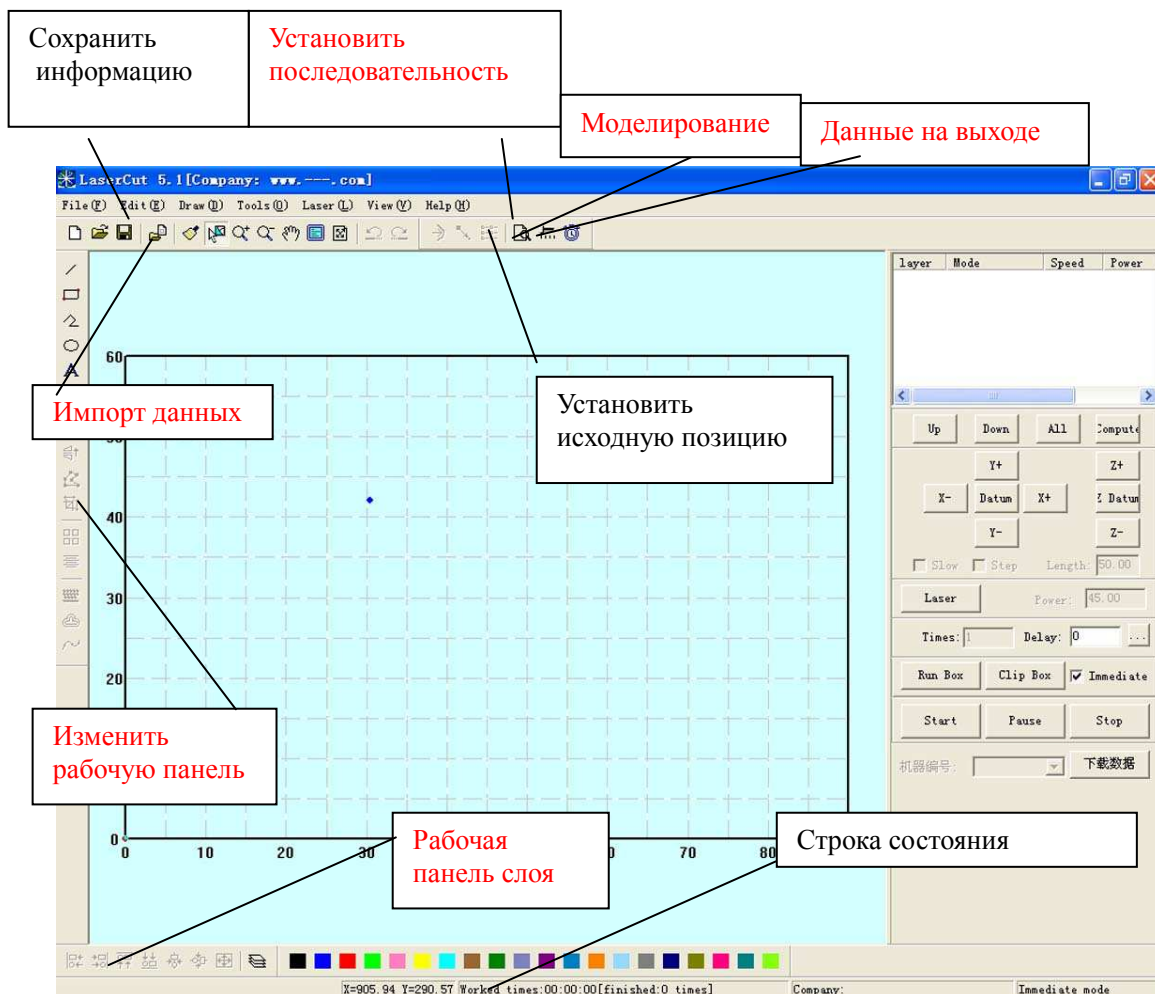 Сохранить
информацию
Установить
последовательность
Моделирование
Данные на выходе
LaserCut 5.1[Company: www.---.com]
File(F) Edit(E) Draw(D) Tools(Q) Laser(L) View(V) Help(H)
layer Mode Speed Power
60
Импорт данных
Установить
исходную позицию
Up Down All Compute
Y+ Z+
X- Datum X+ Z Datum
Y- Z-
40
Slow Step Length: 50.00
30
Laser Power: 45.00
Times: 1 Delay: 0 ...
20
Run Box Clip Box Immediate
Start Pause Stop
Изменить
рабочую панель
机器编号: 下载数据
0
0 10 20 30 70 80
Рабочая
панель слоя
Строка состояния
X=905.94 Y=290.57 Worked times:00:00:00[finished:0 times] Company: Immediate mode